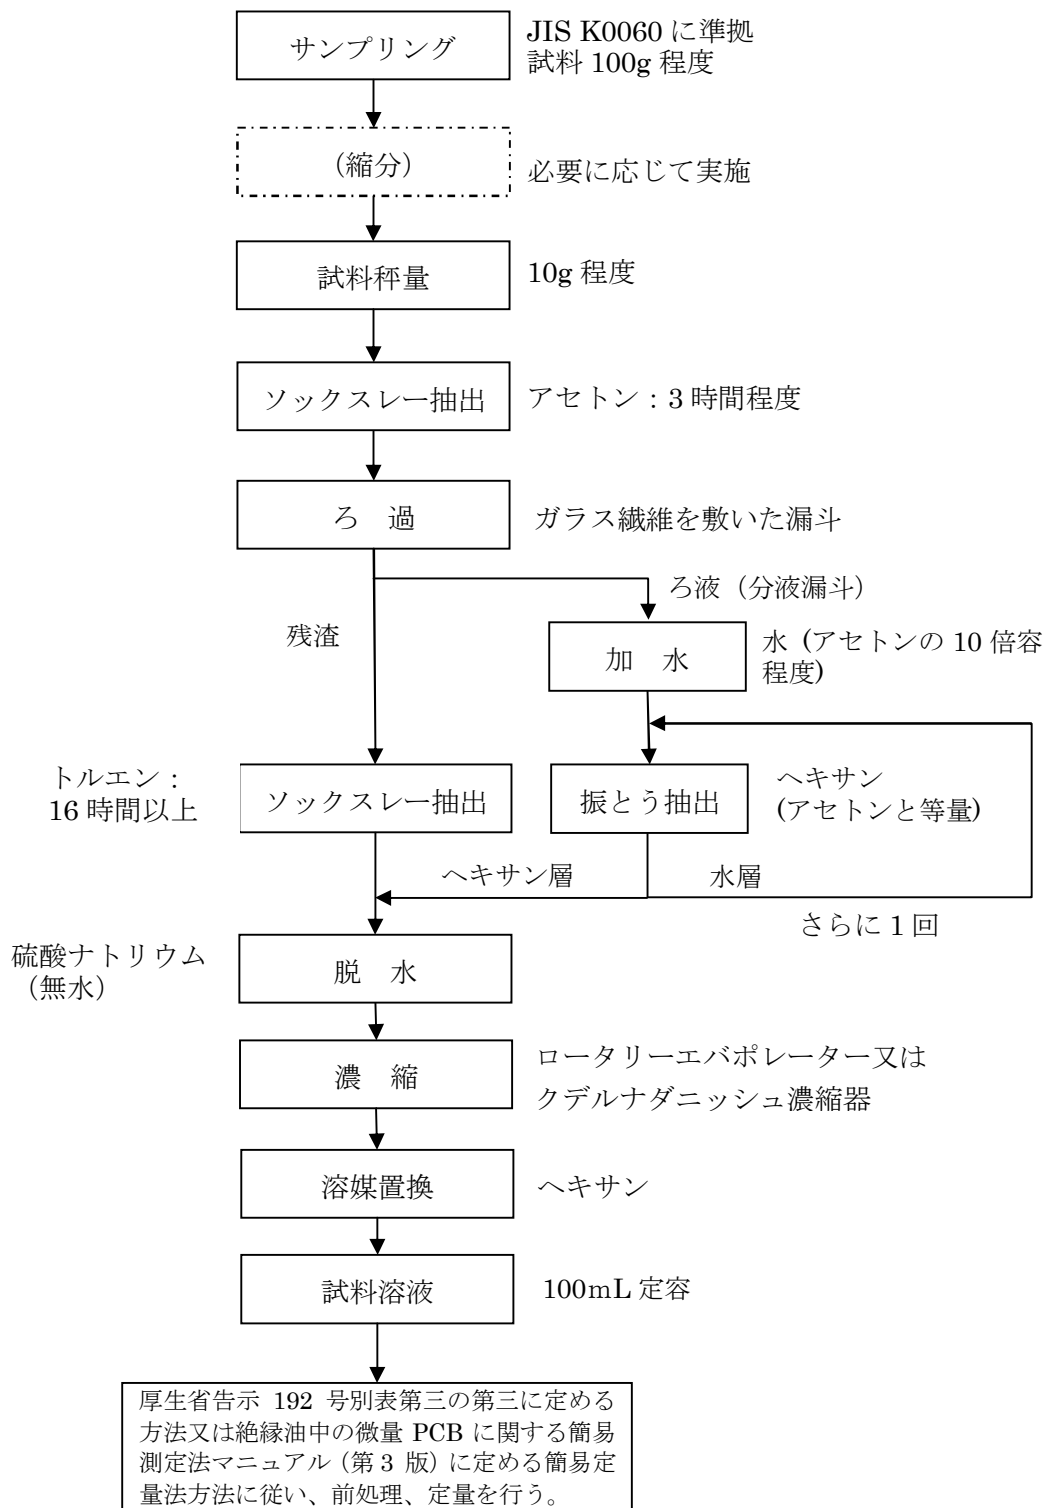 サンプリング
JIS K0060 に準拠
試料 100g 程度
(縮分)
必要に応じて実施
試料秤量
10g 程度
ソックスレー抽出
アセトン：3 時間程度
ろ 過
ガラス繊維を敷いた漏斗
ろ液（分液漏斗）
残渣
加 水
水 (アセトンの 10 倍容
程度)
トルエン：
16 時間以上
ソックスレー抽出
振とう抽出
ヘキサン
(アセトンと等量)
ヘキサン層
水層
さらに 1 回
硫酸ナトリウム
（無水）
脱 水
濃 縮
ロータリーエバポレーター又は
クデルナダニッシュ濃縮器
溶媒置換
ヘキサン
試料溶液
100mL 定容
厚生省告示 192 号別表第三の第三に定める
方法又は絶縁油中の微量 PCB に関する簡易
測定法マニュアル（第 3 版）に定める簡易定
量法方法に従い、前処理、定量を行う。